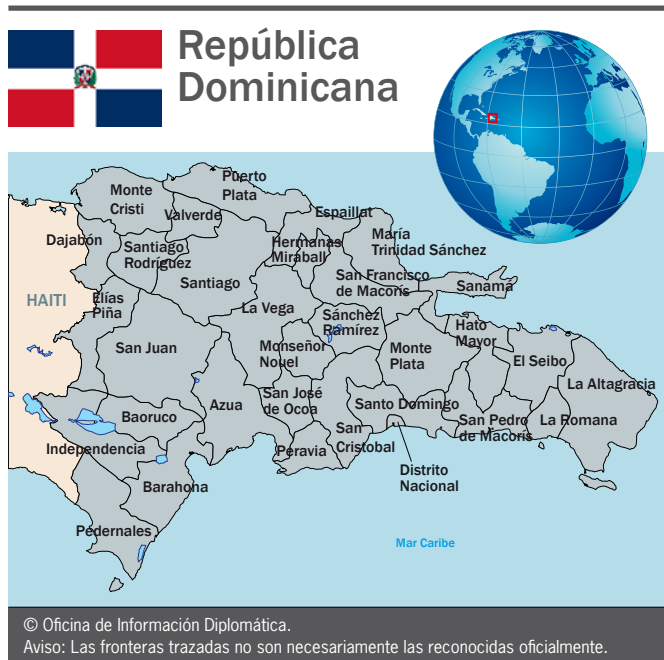 República
Dominicana
Puerto
Plata
Monte
Cristi
Valverde
Espaillat
María
Trinidad Sánchez
Dajabón
Santiago
Rodríguez
Hermanas
Miraball
Santiago
San Francisco
de Macorís
Sanamá
HAITI
Elías
Piña
La Vega
Sánchez
Ramírez
Hato
Mayor
San Juan
Monseñor
Nouel
Monte
Plata
El Seibo
La Altagracia
Baoruco
Azua
San José
de Ocoa
Santo Domingo
San Pedro
de Macorís
La Romana
Independencia
Peravia
San
Cristobal
Distrito
Nacional
Barahona
Pedernales
Mar Caribe
© Oficina de Información Diplomática.
Aviso: Las fronteras trazadas no son necesariamente las reconocidas oficialmente.